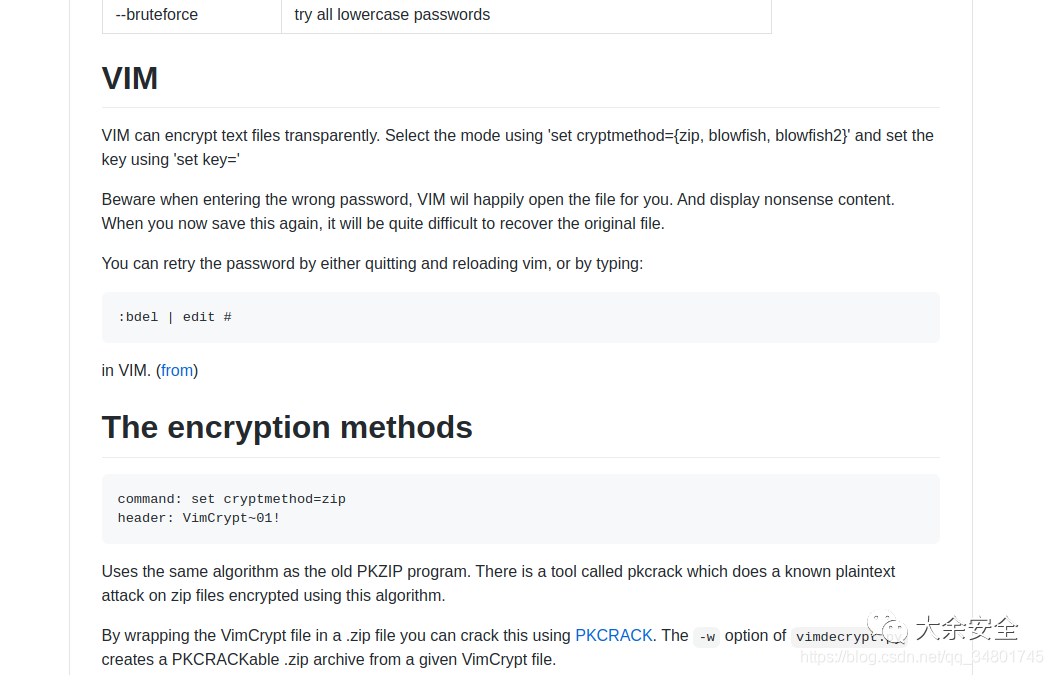 --bruteforce try all lowercase passwords
VIM
VIM can encrypt text files transparently. Select the mode using 'set cryptmethod={zip, blowfish, blowfish2}' and set the
key using 'set key='
Beware when entering the wrong password, VIM wil happily open the file for you. And display nonsense content.
When you now save this again, it will be quite difficult to recover the original file.
You can retry the password by either quitting and reloading vim, or by typing:
:bdel | edit #
in VIM. (from)
The encryption methods
command: set cryptmethod=zip
header: VimCrypt~01!
Uses the same algorithm as the old PKZIP program. There is a tool called pkcrack which does a known plaintext
attack on zip files encrypted using this algorithm.
By wrapping the VimCrypt file in a .zip file you can crack this using PKCRACK. The -w option of vimdecrypt.py
creates a PKCRACKable .zip archive from a given VimCrypt file.
大余安全
https://blog.csdn.net/qq_34801745